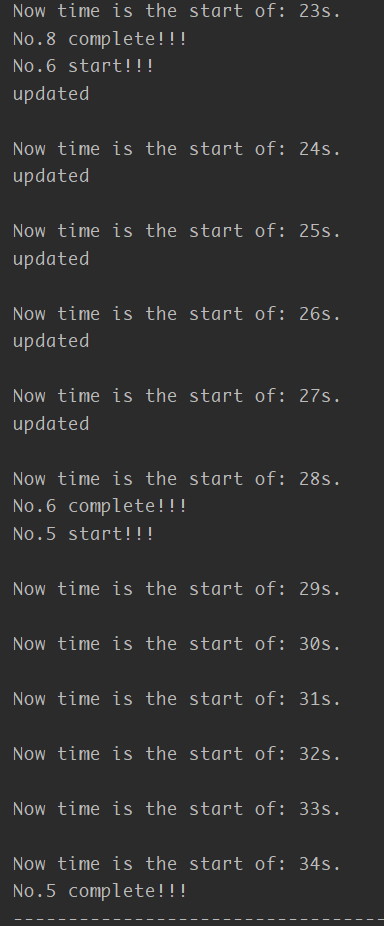 Now time is the start of: 23s.
No.8 complete!!!
No.6 start!!!
updated
Now time is the start of: 24s.
updated
Now time is the start of: 25s.
updated
Now time is the start of: 26s.
updated
Now time is the start of: 27s.
updated
Now time is the start of: 28s.
No.6 complete!!!
No.5 start!!!
Now time is the start of: 29s.
Now time is the start of: 30s.
Now time is the start of: 31s.
Now time is the start of: 32s.
Now time is the start of: 33s.
Now time is the start of: 34s.
No.5 complete!!!
----------------------------------